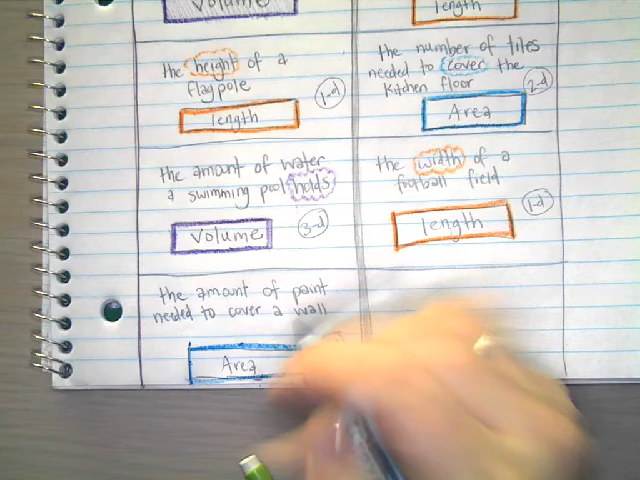 Volume
length
the height of a
flagpole
1-d
length
the number of tiles
needed to cover the
kitchen floor
2-d
Area
the amount of water
a swimming pool holds
3-d
Volume
the width of a
football field
1-d
length
the amount of paint
needed to cover a wall
Area